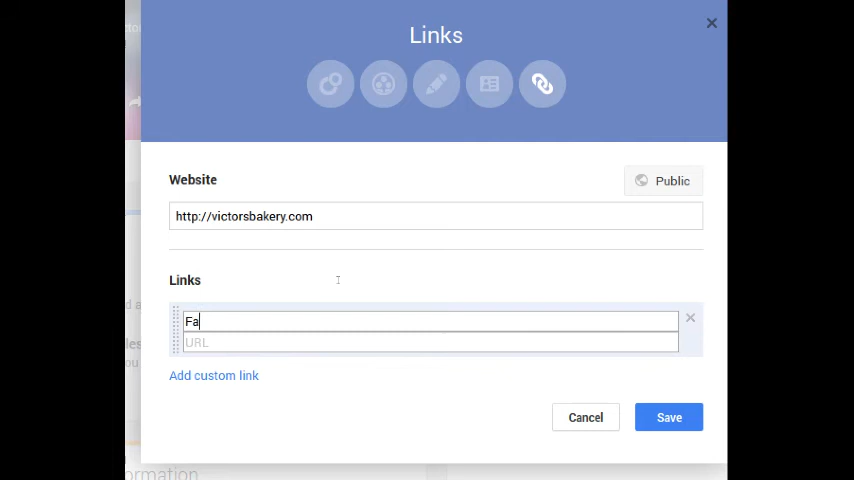 Links
Website
Public
http://victorsbakery.com
Links
Fa
URL
Add custom link
Cancel
Save